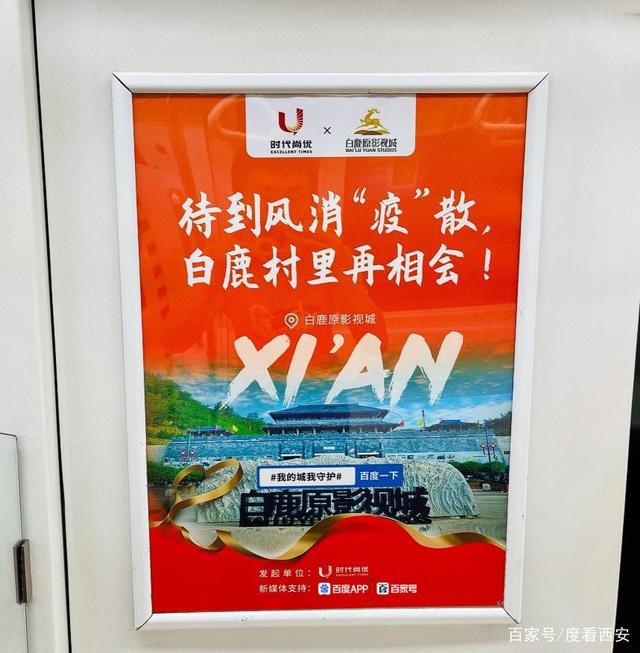 时代尚优
EXCELLENT TIMES
×
白鹿原影视城
BAI LU YUAN STUDIOS
待到风消“疫”散,
白鹿村里再相会!
白鹿原影视城
XI'AN
#我的城我守护# 百度一下
白鹿原影视城
发起单位: 时代尚优
EXCELLENT TIMES
新媒体支持: 百度APP 百家号
百家号/度看西安